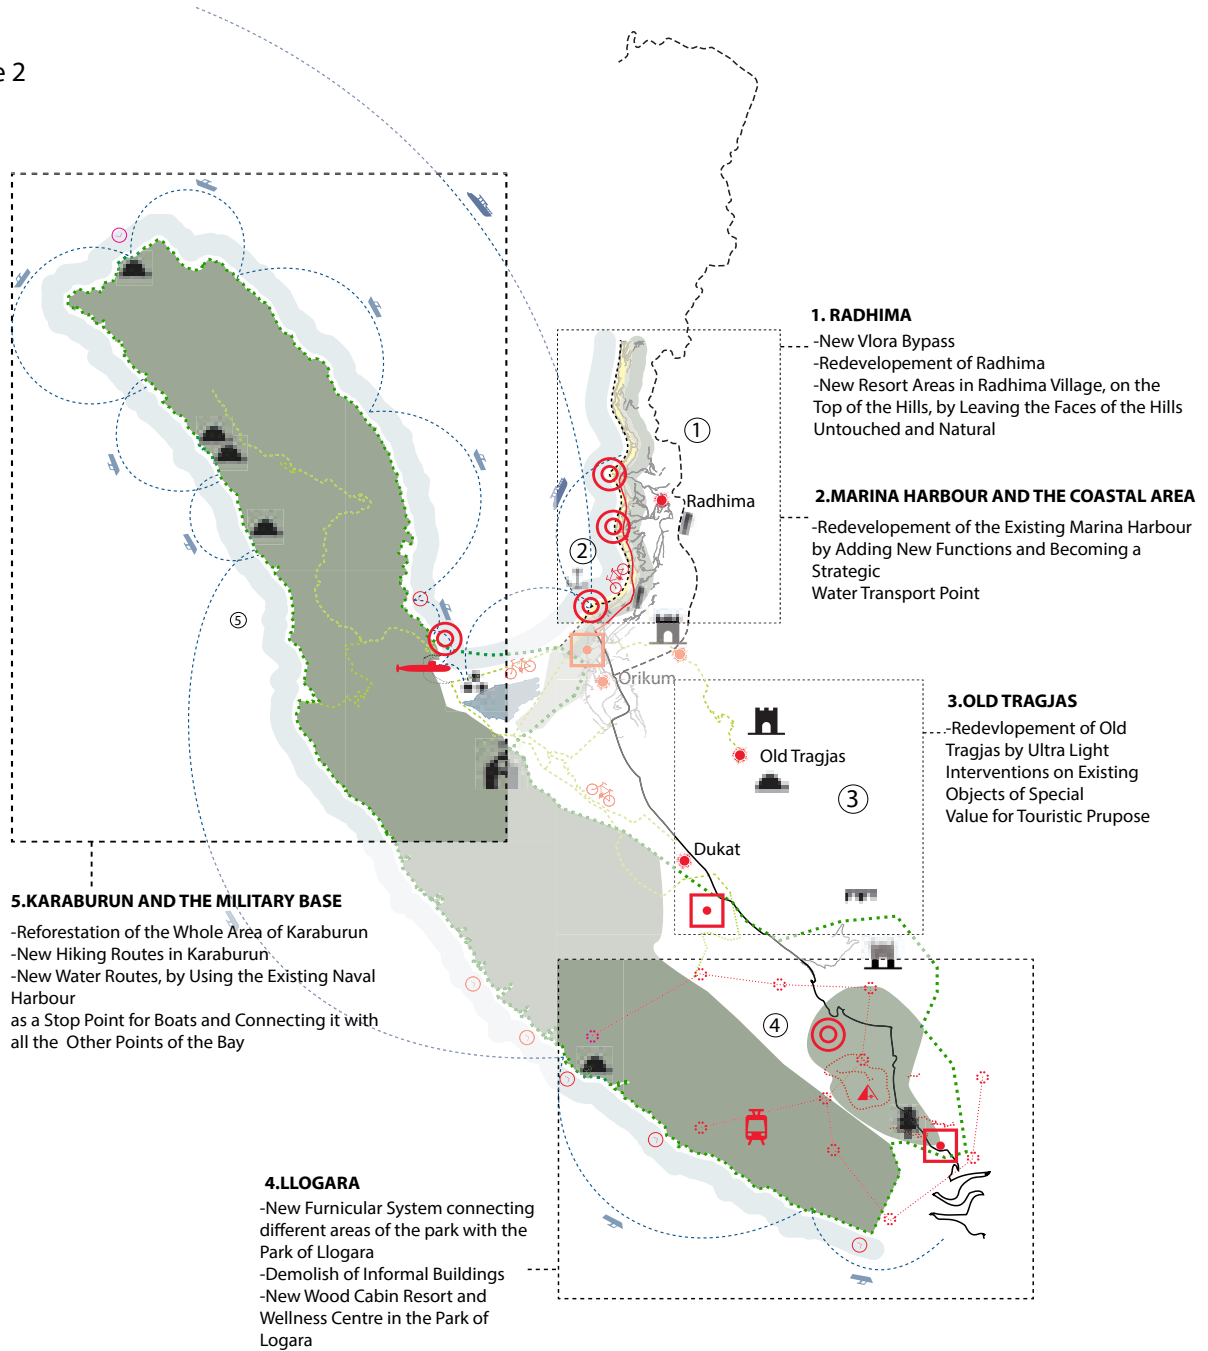 e 2
1. RADHIMA
-New Vlora Bypass
-Redevelopement of Radhima
-New Resort Areas in Radhima Village, on the
Top of the Hills, by Leaving the Faces of the Hills
Untouched and Natural
1
Radhima
2.MARINA HARBOUR AND THE COASTAL AREA
-Redevelopement of the Existing Marina Harbour
by Adding New Functions and Becoming a
Strategic
Water Transport Point
2
5
Orikum
3.OLD TRAGJAS
-Redevlopement of Old
Tragjas by Ultra Light
Interventions on Existing
Objects of Special
Value for Touristic Prupose
Old Tragjas
3
Dukat
5.KARABURUN AND THE MILITARY BASE
-Reforestation of the Whole Area of Karaburun
-New Hiking Routes in Karaburun
-New Water Routes, by Using the Existing Naval
Harbour
as a Stop Point for Boats and Connecting it with
all the Other Points of the Bay
4
4.LLOGARA
-New Furnicular System connecting
different areas of the park with the
Park of Llogara
-Demolish of Informal Buildings
-New Wood Cabin Resort and
Wellness Centre in the Park of
Logara